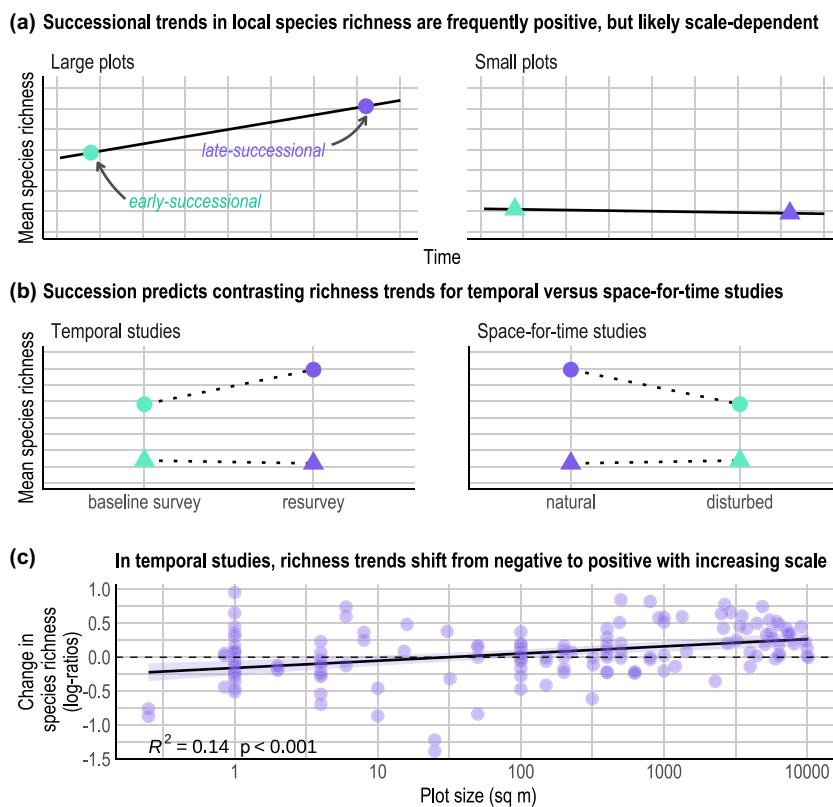 (a) Successional trends in local species richness are frequently positive, but likely scale-dependent
Large plots
Small plots
Mean species richness
late-successional
early-successional
Time
(b) Succession predicts contrasting richness trends for temporal versus space-for-time studies
Temporal studies
Space-for-time studies
Mean species richness
baseline survey
resurvey
natural
disturbed
(c) In temporal studies, richness trends shift from negative to positive with increasing scale
Change in
species richness
(log-ratios)
1.0
0.5
0.0
-0.5
-1.0
-1.5
R² = 0.14 p < 0.001
1
10
100
1000
10000
Plot size (sq m)